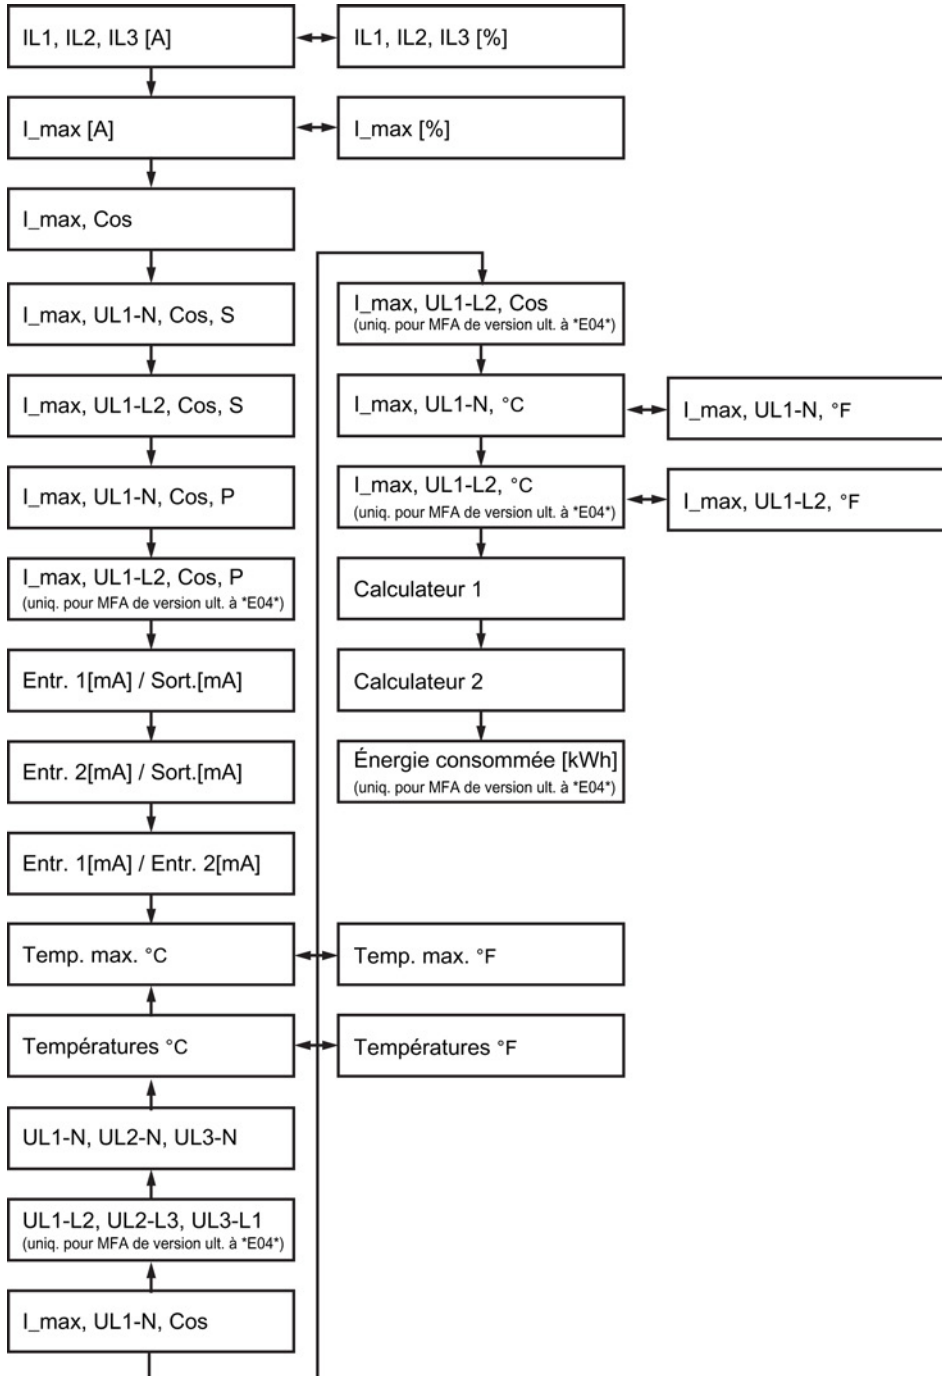 IL1, IL2, IL3 [A]
IL1, IL2, IL3 [%]
I_max [A]
I_max [%]
I_max, Cos
I_max, UL1-N, Cos, S
I_max, UL1-L2, Cos, S
I_max, UL1-N, Cos, P
I_max, UL1-L2, Cos, P
(uniq. pour MFA de version ult. à *E04*)
Entr. 1[mA] / Sort.[mA]
Entr. 2[mA] / Sort.[mA]
Entr. 1[mA] / Entr. 2[mA]
Temp. max. °C
Temp. max. °F
Températures °C
Températures °F
UL1-N, UL2-N, UL3-N
UL1-L2, UL2-L3, UL3-L1
(uniq. pour MFA de version ult. à *E04*)
I_max, UL1-N, Cos
I_max, UL1-L2, Cos
(uniq. pour MFA de version ult. à *E04*)
I_max, UL1-N, °C
I_max, UL1-N, °F
I_max, UL1-L2, °C
(uniq. pour MFA de version ult. à *E04*)
I_max, UL1-L2, °F
Calculateur 1
Calculateur 2
Énergie consommée [kWh]
(uniq. pour MFA de version ult. à *E04*)